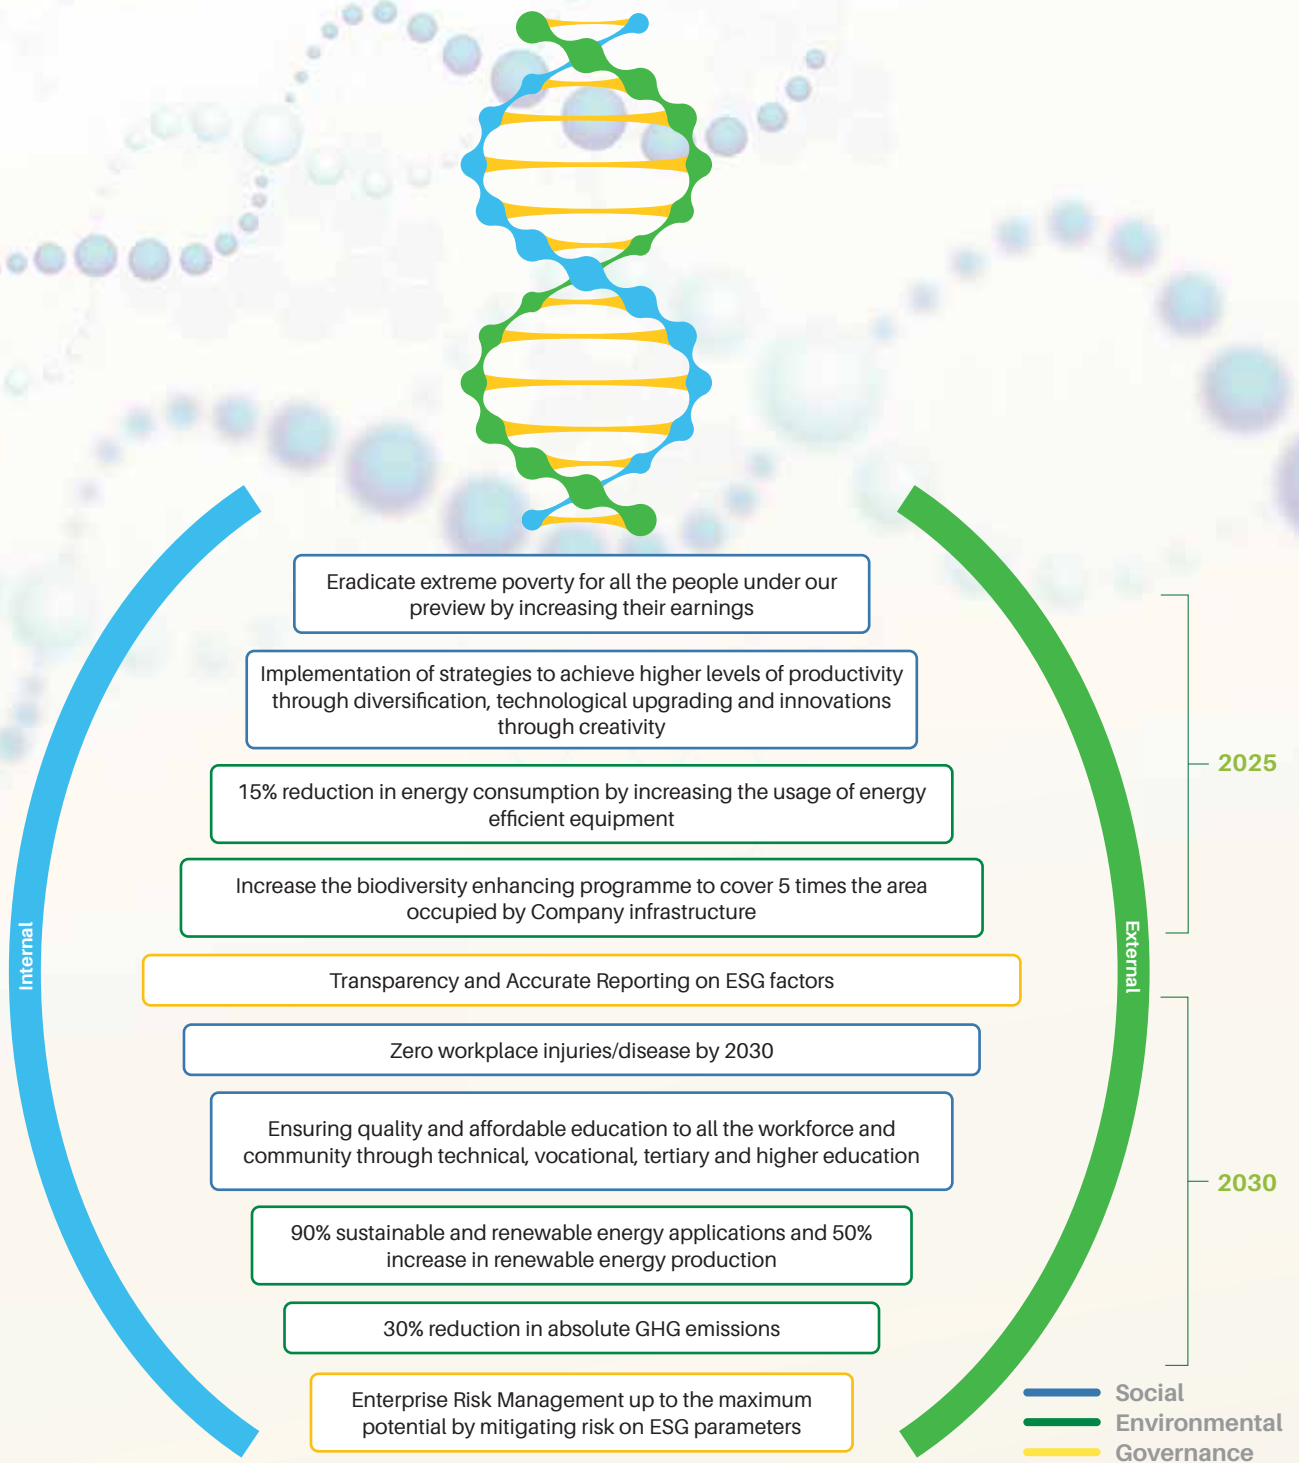 Eradicate extreme poverty for all the people under our
preview by increasing their earnings
Implementation of strategies to achieve higher levels of productivity
through diversification, technological upgrading and innovations
through creativity
15% reduction in energy consumption by increasing the usage of energy
efficient equipment
Increase the biodiversity enhancing programme to cover 5 times the area
occupied by Company infrastructure
Transparency and Accurate Reporting on ESG factors
2025
Internal
External
Zero workplace injuries/disease by 2030
Ensuring quality and affordable education to all the workforce and
community through technical, vocational, tertiary and higher education
90% sustainable and renewable energy applications and 50%
increase in renewable energy production
30% reduction in absolute GHG emissions
Enterprise Risk Management up to the maximum
potential by mitigating risk on ESG parameters
2030
Social
Environmental
Governance